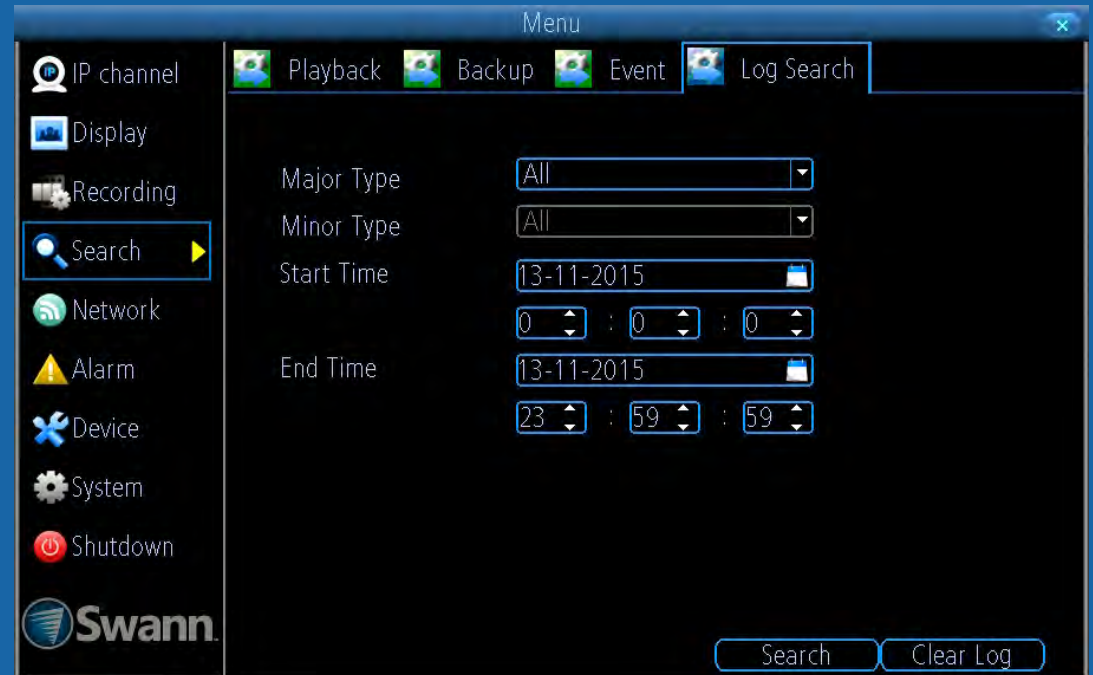 Menu
IP channel
Display
Recording
Search
Network
Alarm
Device
System
Shutdown
Swann
Playback Backup Event Log Search
Major Type All
Minor Type All
Start Time 13-11-2015
0 : 0 : 0
End Time 13-11-2015
23 : 59 : 59
Search Clear Log